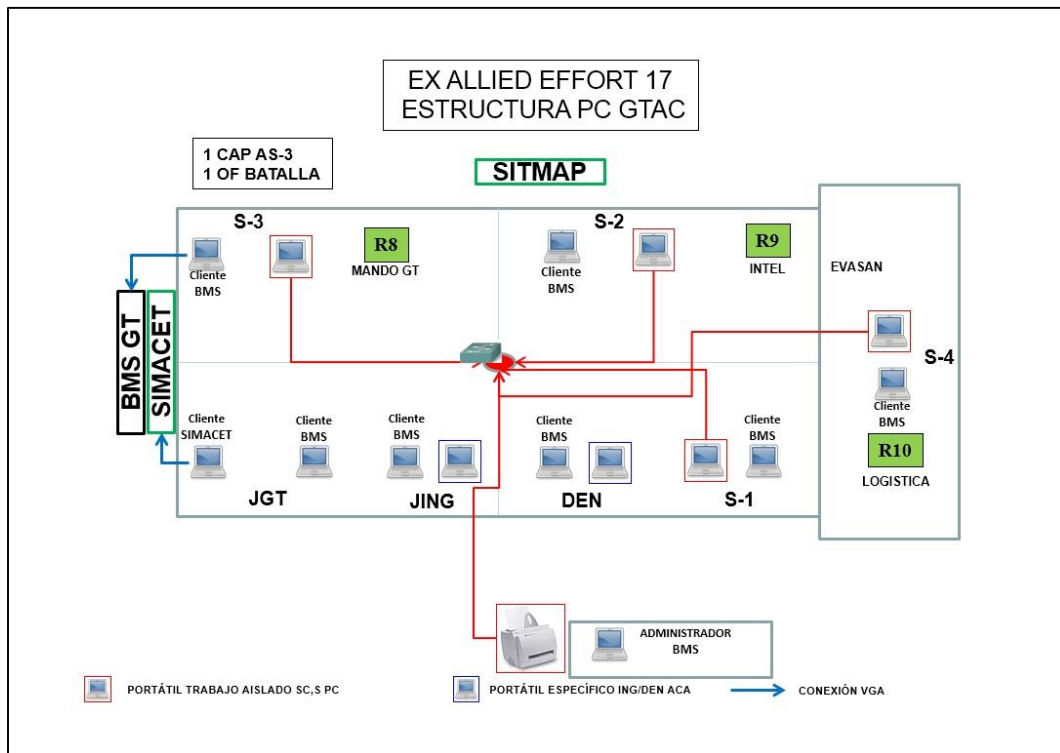 EX ALLIED EFFORT 17
ESTRUCTURA PC GTAC
1 CAP AS-3
1 OF BATALLA
SITMAP
S-3
R8
MANDO GT
Cliente
BMS
S-2
Cliente
BMS
R9
INTEL
EVASAN
BMS GT
SIMACET
S-4
Cliente
BMS
R10
LOGISTICA
Cliente
SIMACET
Cliente
BMS
Cliente
BMS
Cliente
BMS
Cliente
BMS
JGT
JING
DEN
S-1
ADMINISTRADOR
BMS
PORTÁTIL TRABAJO AISLADO SC,S PC
PORTÁTIL ESPECÍFICO ING/DEN ACA
CONEXIÓN VGA